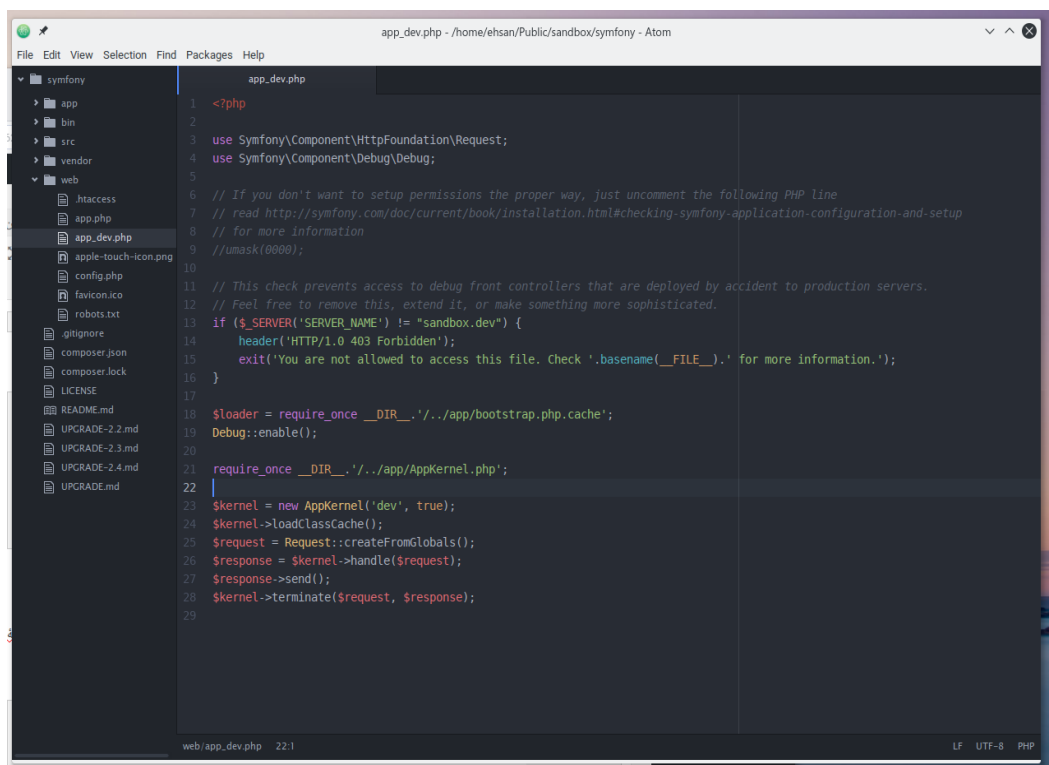 app_dev.php - /home/ehsan/Public/sandbox/symfony - Atom
File Edit View Selection Find Packages Help
symfony
app
bin
src
vendor
web
.htaccess
app.php
app_dev.php
apple-touch-icon.png
config.php
favicon.ico
robots.txt
.gitignore
composer.json
composer.lock
LICENSE
README.md
UPGRADE-2.2.md
UPGRADE-2.3.md
UPGRADE-2.4.md
UPGRADE.md
app_dev.php
1 <?php
2
3 use Symfony\Component\HttpFoundation\Request;
4 use Symfony\Component\Debug\Debug;
5
6 // If you don't want to setup permissions the proper way, just uncomment the following PHP line
7 // read http://symfony.com/doc/current/book/installation.html#checking-symfony-application-configuration-and-setup
8 // for more information
9 //umask(0000);
10
11 // This check prevents access to debug front controllers that are deployed by accident to production servers.
12 // Feel free to remove this, extend it, or make something more sophisticated.
13 if ($_SERVER('SERVER_NAME') != "sandbox.dev") {
14     header('HTTP/1.0 403 Forbidden');
15     exit('You are not allowed to access this file. Check '.basename(__FILE__).' for more information.');
16 }
17
18 $loader = require_once __DIR__.'/../app/bootstrap.php.cache';
19 Debug::enable();
20
21 require_once __DIR__.'/../app/AppKernel.php';
22
23 $kernel = new AppKernel('dev', true);
24 $kernel->loadClassCache();
25 $request = Request::createFromGlobals();
26 $response = $kernel->handle($request);
27 $response->send();
28 $kernel->terminate($request, $response);
29
web/app_dev.php 22:1 LF UTF-8 PHP